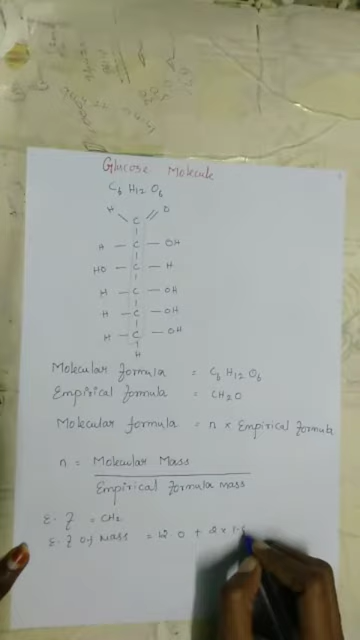 Glucose Molecule
C6 H12 O6
H O
C
H — C — OH
HO — C — H
H — C — OH
H — C — OH
H — C — OH
H
Molecular formula = C6 H12 O6
Empirical formula = CH2O
Molecular formula = n × Empirical formula
n = Molecular Mass
Empirical formula mass
E. f = CH2
Mass = 12.0 + 2 ×